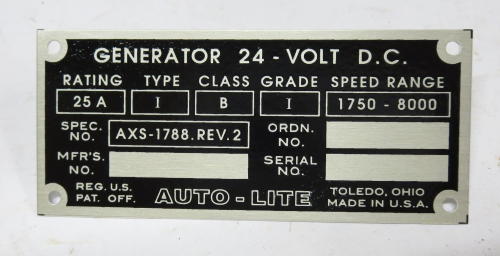 GENERATOR 24-VOLT D.C.
RATING TYPE CLASS GRADE SPEED RANGE
25 A I B I 1750 - 8000
SPEC. NO. AXS-1788.REV.2 ORDN. NO.
MFR'S. NO. SERIAL NO.
REG. U.S. PAT. OFF. AUTO-LITE TOLEDO, OHIO MADE IN U.S.A.